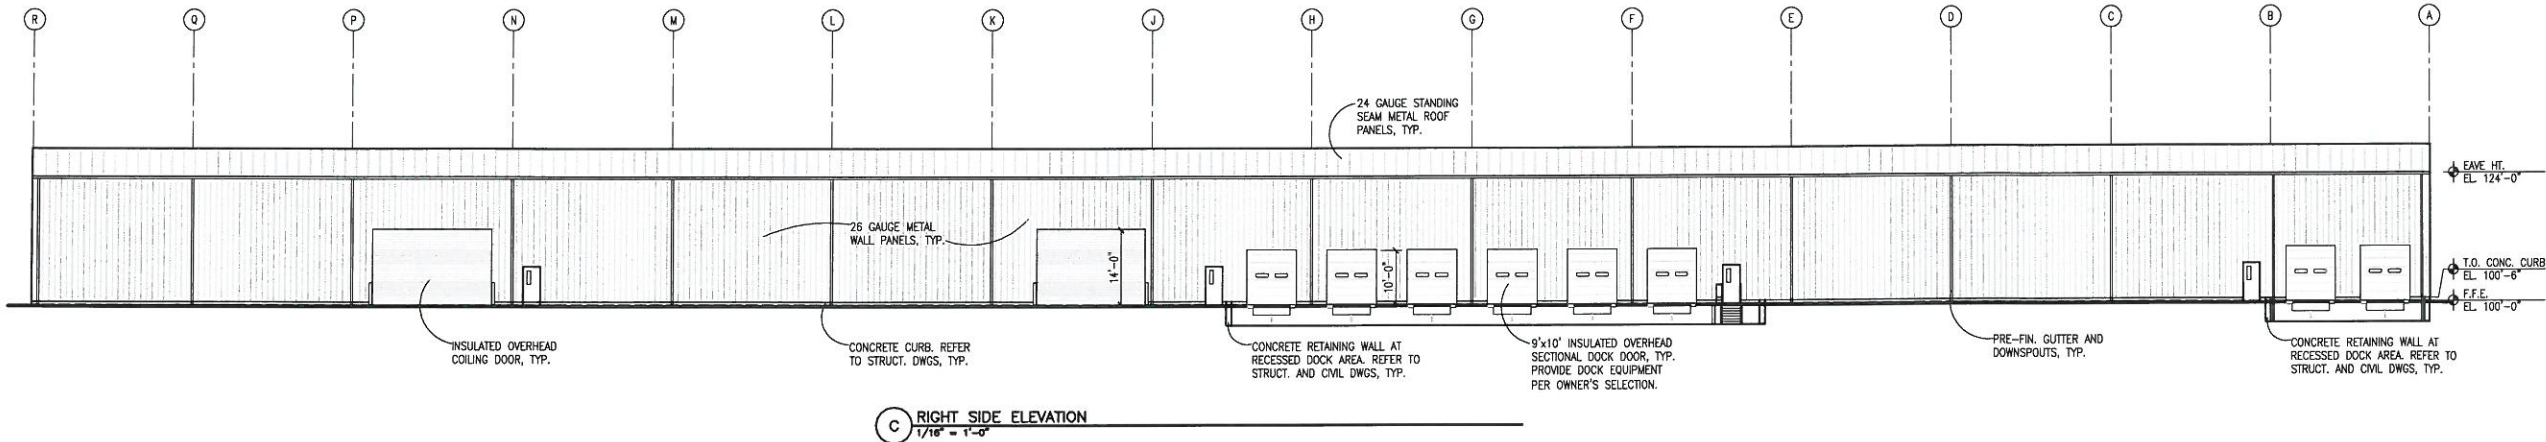 R
Q
P
N
M
L
K
J
H
G
F
E
D
C
B
A
24 GAUGE STANDING
SEAM METAL ROOF
PANELS, TYP.
EAVE HT.
EL. 124'-0"
26 GAUGE METAL
WALL PANELS, TYP.
14'-0"
10'-0"
T.O. CONC. CURB
EL. 100'-6"
F.F.E.
EL. 100'-0"
INSULATED OVERHEAD
COILING DOOR, TYP.
CONCRETE CURB. REFER
TO STRUCT. DWGS, TYP.
CONCRETE RETAINING WALL AT
RECESSED DOCK AREA. REFER TO
STRUCT. AND CIVIL DWGS, TYP.
9'x10' INSULATED OVERHEAD
SECTIONAL DOCK DOOR, TYP.
PROVIDE DOCK EQUIPMENT
PER OWNER'S SELECTION.
PRE-FIN. GUTTER AND
DOWNSPOUTS, TYP.
CONCRETE RETAINING WALL AT
RECESSED DOCK AREA. REFER TO
STRUCT. AND CIVIL DWGS, TYP.
C
RIGHT SIDE ELEVATION
1/16" = 1'-0"